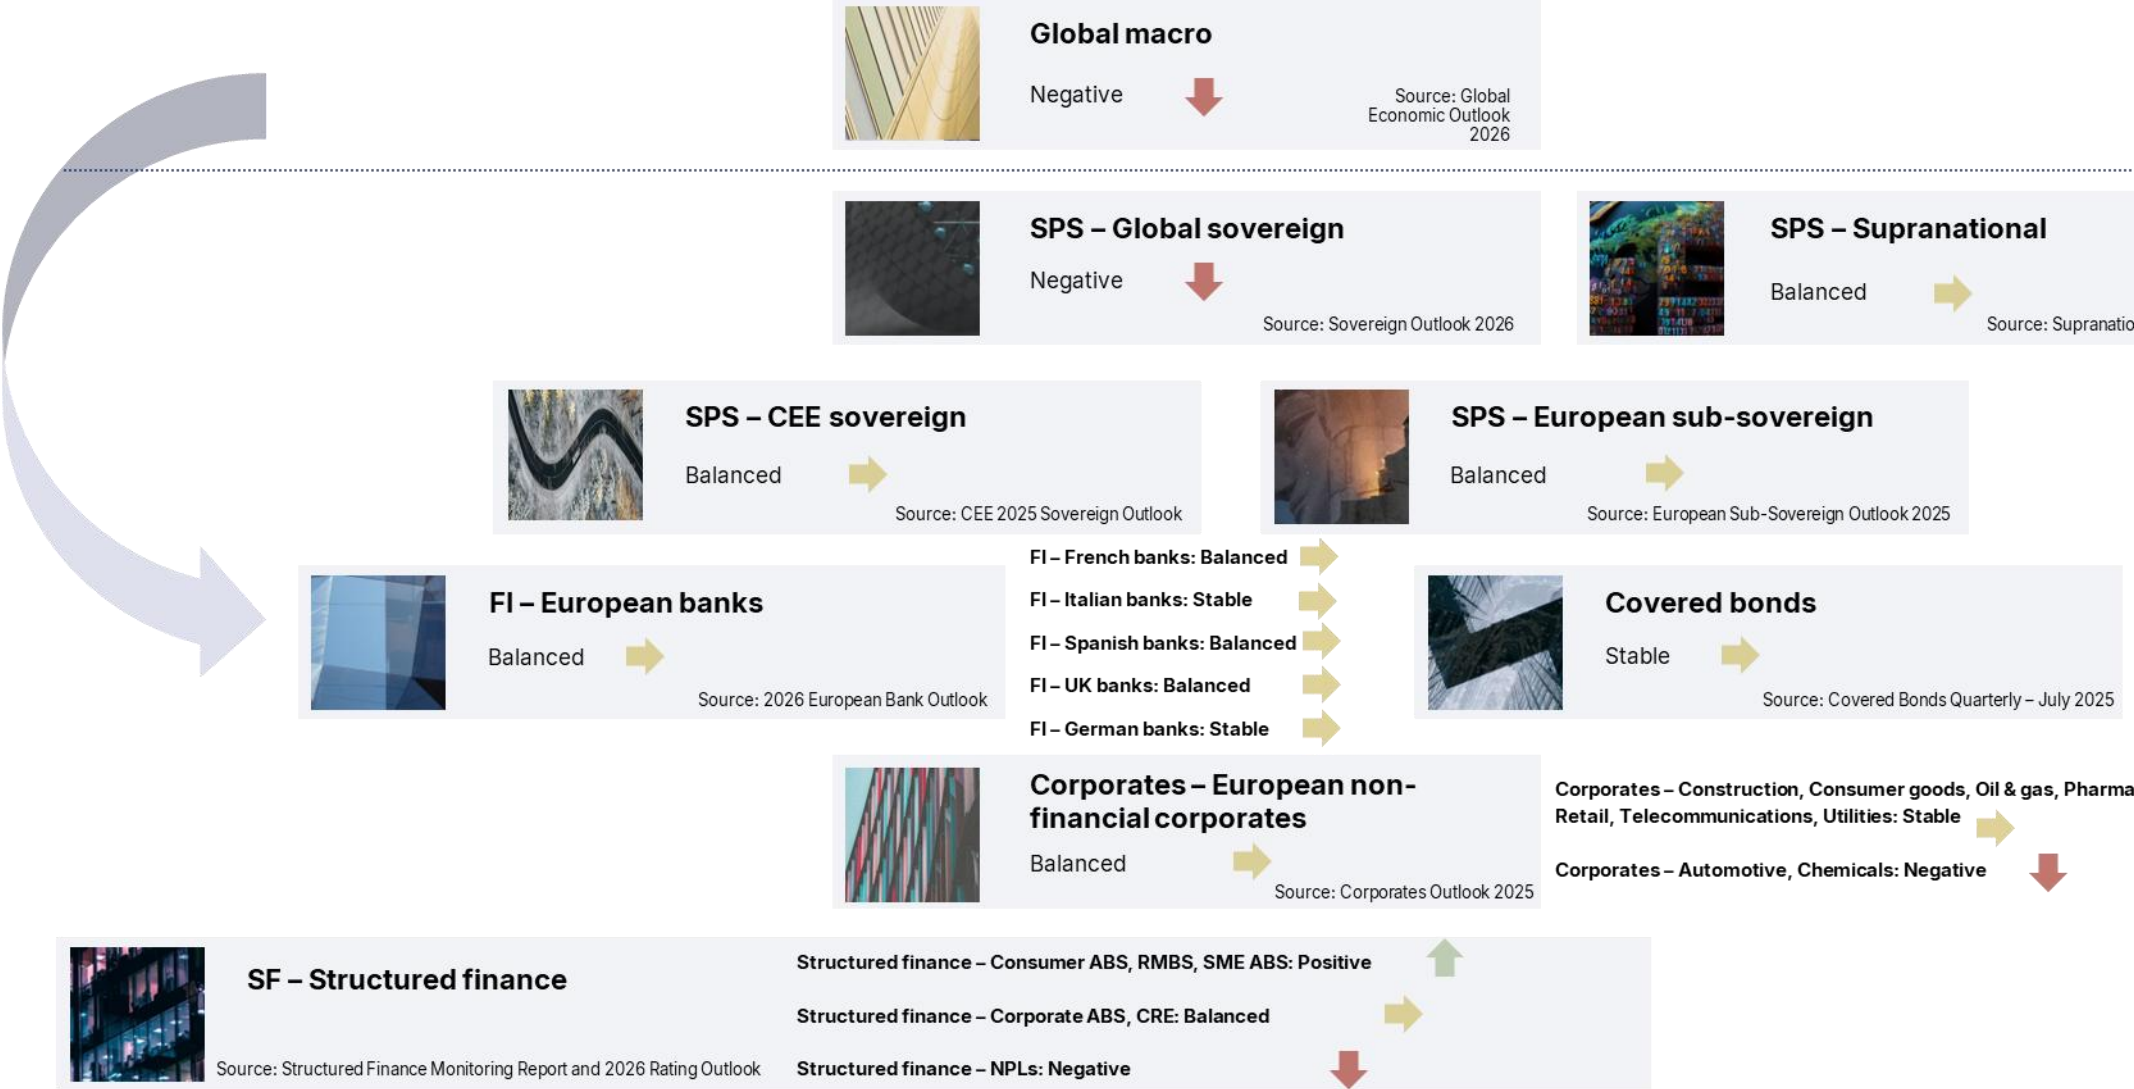 Global macro
Negative
Source: Global
Economic Outlook
2026
SPS – Global sovereign
Negative
Source: Sovereign Outlook 2026
SPS – Supranational
Balanced
Source:
SPS – CEE sovereign
Balanced
Source: CEE 2025 Sovereign Outlook
SPS – European sub-sovereign
Balanced
Source: European Sub-Sovereign Outlook 2025
FI – European banks
Balanced
Source: 2026 European Bank Outlook
FI – French banks: Balanced
FI – Italian banks: Stable
FI – Spanish banks: Balanced
FI – UK banks: Balanced
FI – German banks: Stable
Covered bonds
Stable
Source: Covered Bonds Quarterly – July 2025
Corporates – European non-
financial corporates
Balanced
Source: Corporates Outlook 2025
Corporates – Construction, Consumer goods, Oil & gas, Pharma
Retail, Telecommunications, Utilities: Stable
Corporates – Automotive, Chemicals: Negative
SF – Structured finance
Source: Structured Finance Monitoring Report and 2026 Rating Outlook
Structured finance – Consumer ABS, RMBS, SME ABS: Positive
Structured finance – Corporate ABS, CRE: Balanced
Structured finance – NPLs: Negative